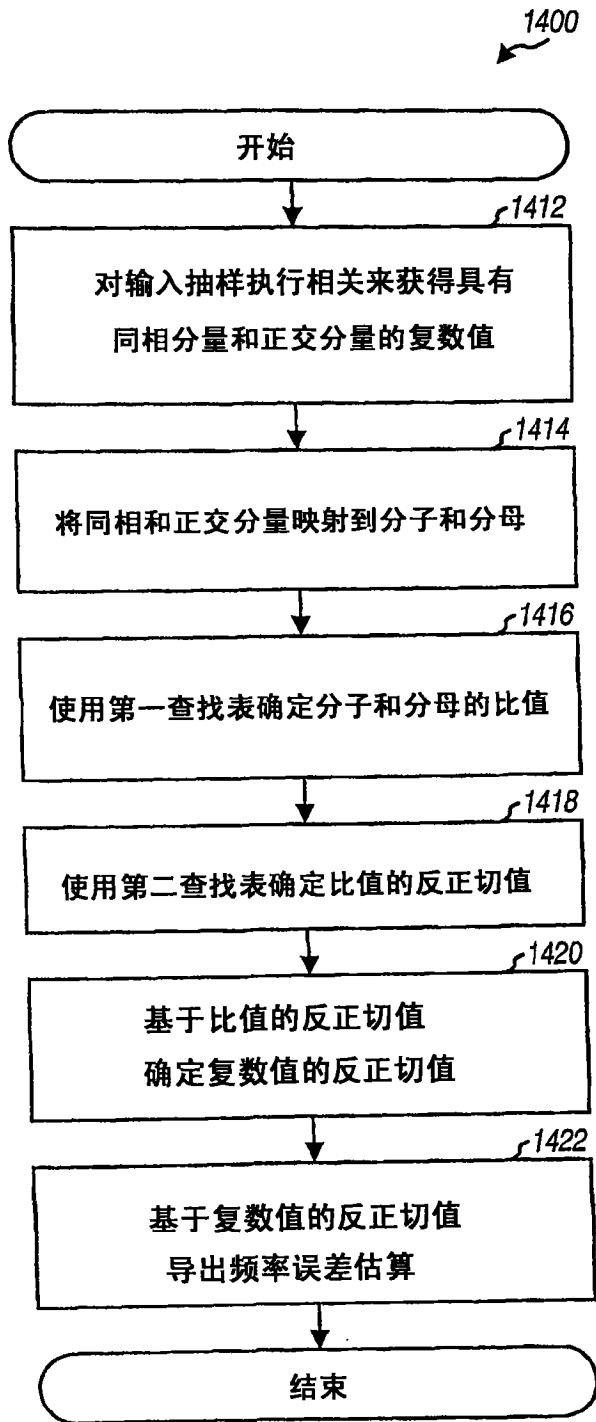 1400
开始
1412
对输入抽样执行相关来获得具有
同相分量和正交分量的复数值
1414
将同相和正交分量映射到分子和分母
1416
使用第一查找表确定分子和分母的比值
1418
使用第二查找表确定比值的反正切值
1420
基于比值的反正切值
确定复数值的反正切值
1422
基于复数值的反正切值
导出频率误差估算
结束